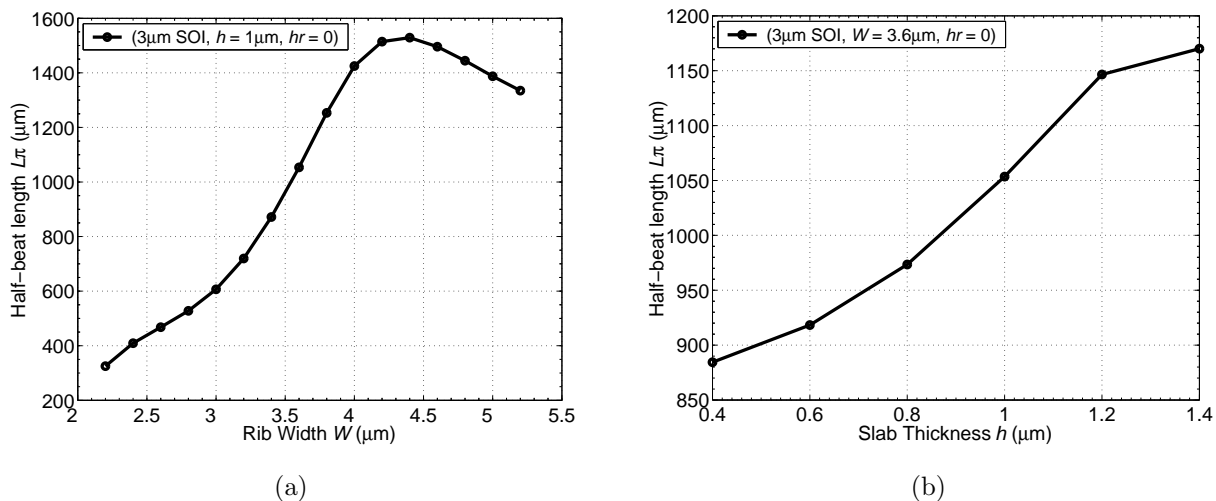 1600
1400
1200
1000
800
600
400
200
Half−beat length Lπ (μm)
(3μm SOI, h = 1μm, hr = 0)
2 2.5 3 3.5 4 4.5 5 5.5
Rib Width W (μm)
(a)
1200
1150
1100
1050
1000
950
900
850
Half−beat length Lπ (μm)
(3μm SOI, W = 3.6μm, hr = 0)
0.4 0.6 0.8 1 1.2 1.4
Slab Thickness h (μm)
(b)